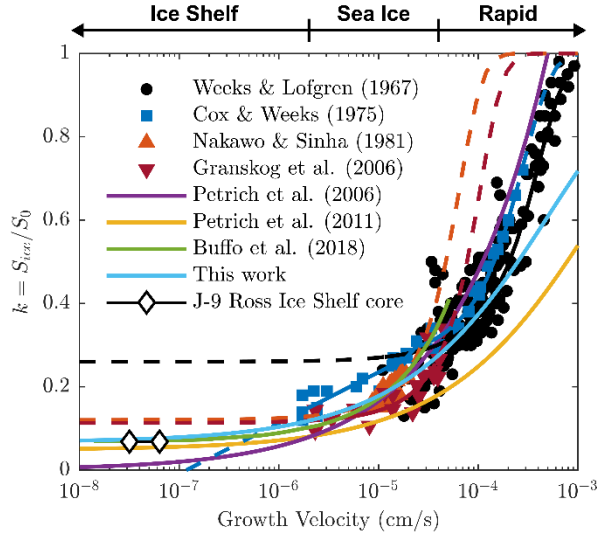 Ice Shelf Sea Ice Rapid
1
0.8
0.6
0.4
0.2
0
k = S_ice/S_0
Weeks & Lofgren (1967)
Cox & Weeks (1975)
Nakawo & Sinha (1981)
Granskog et al. (2006)
Petrich et al. (2006)
Petrich et al. (2011)
Buffo et al. (2018)
This work
J-9 Ross Ice Shelf core
10^-8 10^-7 10^-6 10^-5 10^-4 10^-3
Growth Velocity (cm/s)